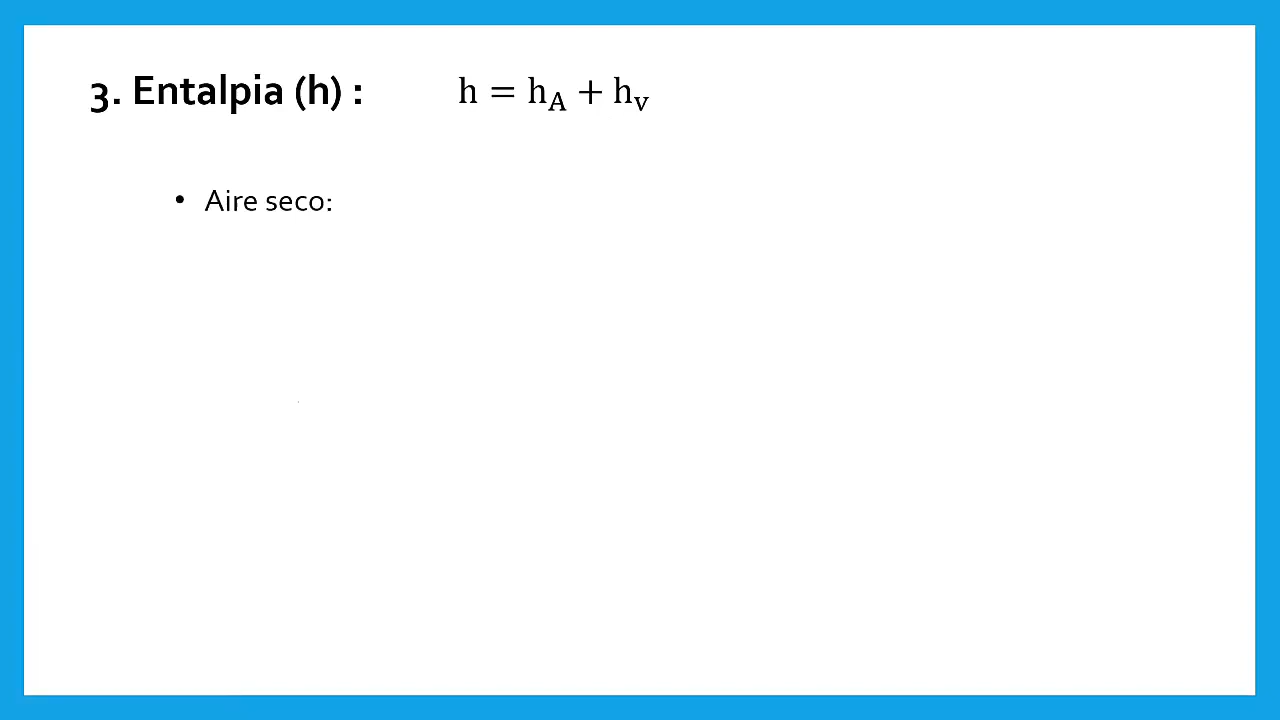 3. Entalpia (h) : h = h_A + h_v
• Aire seco: